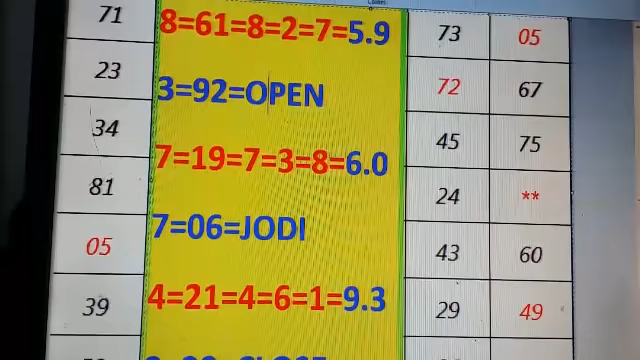 71 8=61=8=2=7=5.9 73 05
23 3=92=OPEN 72 67
34 7=19=7=3=8=6.0 45 75
81 7=06=JODI 24 **
05 4=21=4=6=1=9.3 43 60
39 29 49